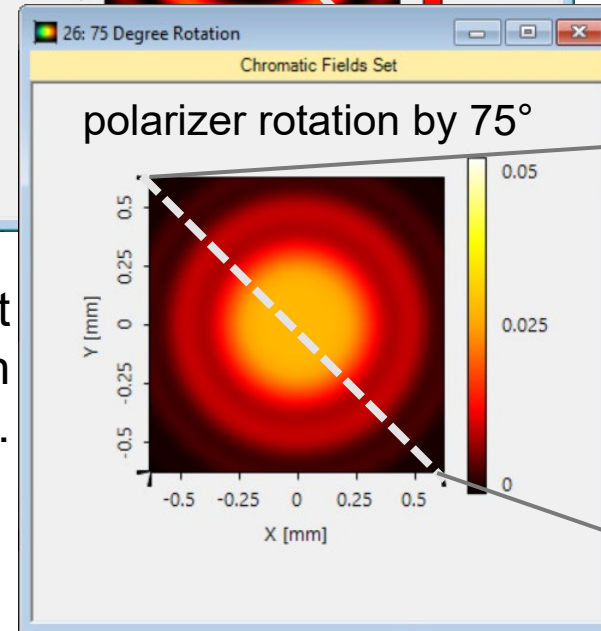 26: 75 Degree Rotation
Chromatic Fields Set
polarizer rotation by 75°
0.05
0.025
0
Y [mm]
0.5
0.25
0
-0.25
-0.5
-0.5 -0.25 0 0.25 0.5
X [mm]